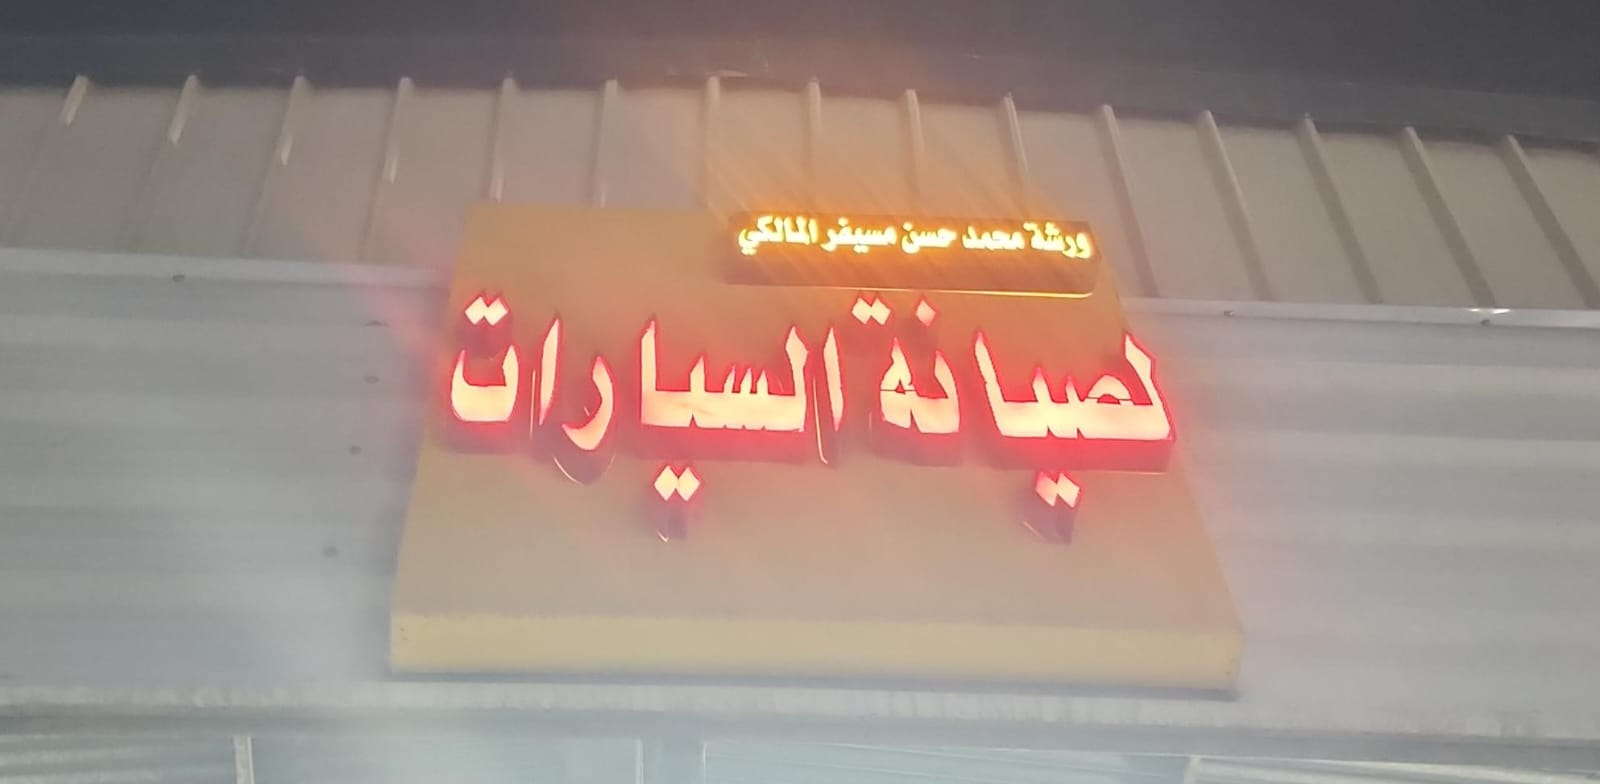 ورشة محمد حسن مسيفر المالكي
لصيانة السيارات